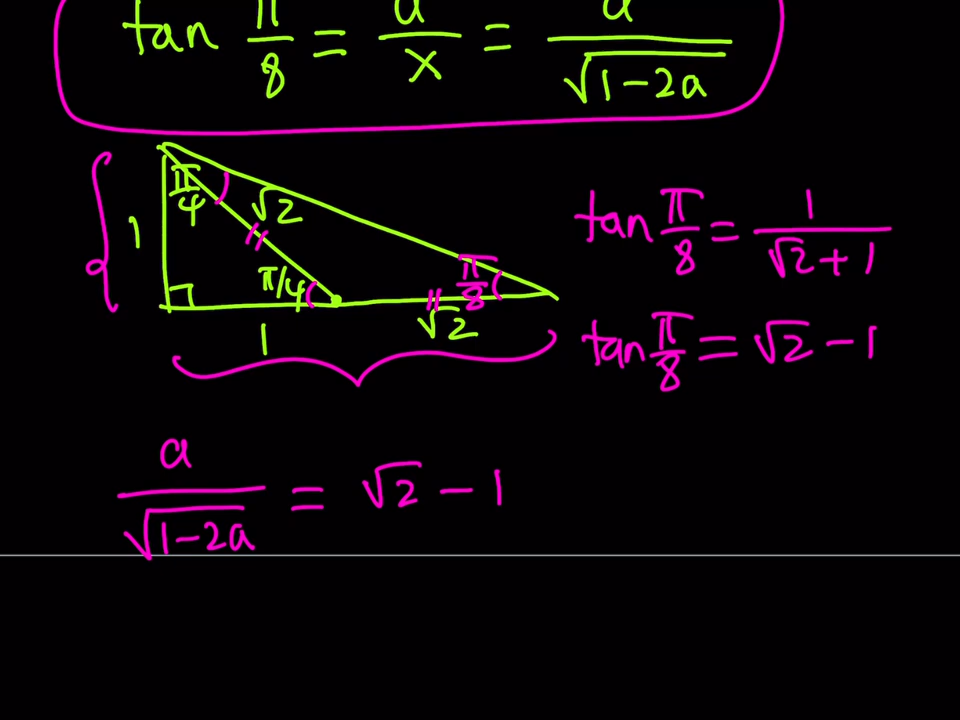 tan π/8 = a/x = a/√(1-2a)
π/4
√2
1
π/4
π/8
1
√2
tan π/8 = 1/(√2+1)
tan π/8 = √2 - 1
a/√(1-2a) = √2 - 1